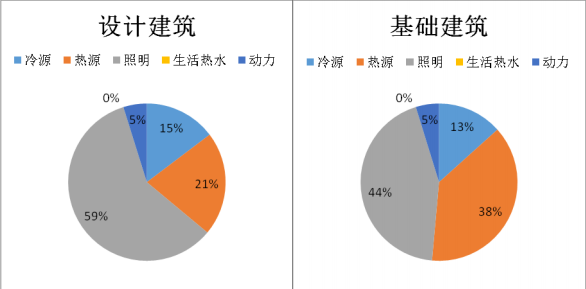 设计建筑
冷源 热源 照明 生活热水 动力
0%
5%
15%
21%
59%
基础建筑
冷源 热源 照明 生活热水 动力
0%
5%
13%
44%
38%